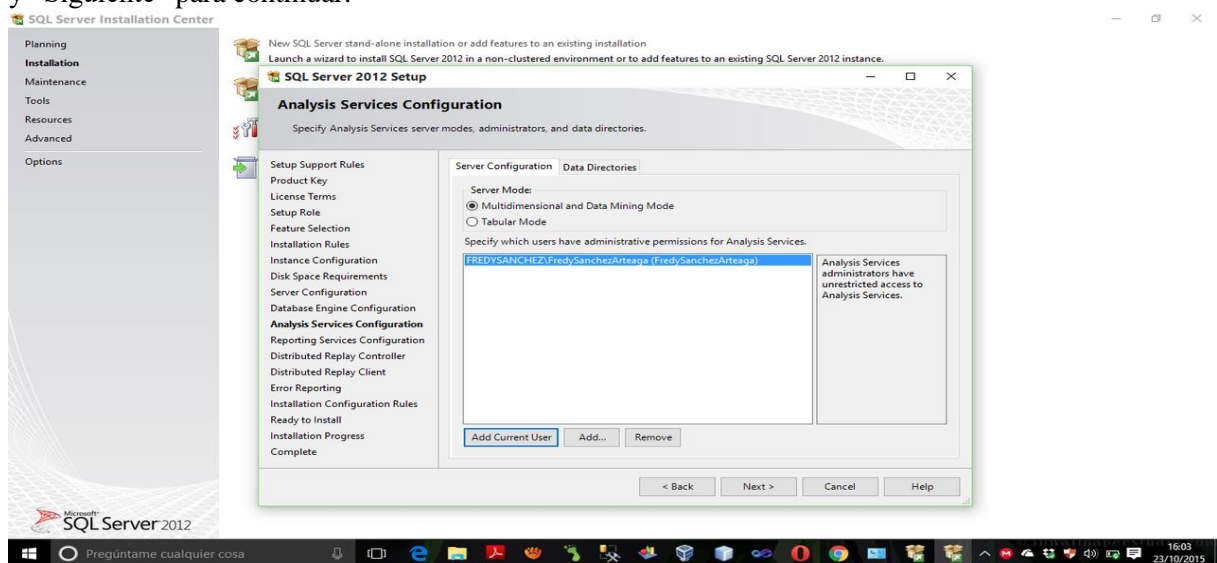 y "Siguiente" para continuar.
SQL Server Installation Center
Planning
Installation
Maintenance
Tools
Resources
Advanced
Options
New SQL Server stand-alone installation or add features to an existing installation
Launch a wizard to install SQL Server 2012 in a non-clustered environment or to add features to an existing SQL Server 2012 instance.
SQL Server 2012 Setup
Analysis Services Configuration
Specify Analysis Services server modes, administrators, and data directories.
Setup Support Rules
Product Key
License Terms
Setup Role
Feature Selection
Installation Rules
Instance Configuration
Disk Space Requirements
Server Configuration
Database Engine Configuration
Analysis Services Configuration
Reporting Services Configuration
Distributed Replay Controller
Distributed Replay Client
Error Reporting
Installation Configuration Rules
Ready to Install
Installation Progress
Complete
Server Configuration Data Directories
Server Mode:
Multidimensional and Data Mining Mode
Tabular Mode
Specify which users have administrative permissions for Analysis Services.
FREDYSANCHEZ\FredySanchezArteaga (FredySanchezArteaga)
Analysis Services
administrators have
unrestricted access to
Analysis Services.
Add Current User Add... Remove
< Back Next > Cancel Help
Microsoft
SQL Server 2012
Pregúntame cualquier cosa
16:03
23/10/2015